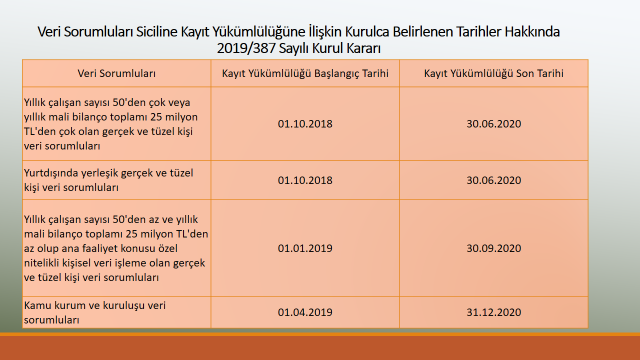 Veri Sorumluları Siciline Kayıt Yükümlülüğüne İlişkin Kurulca Belirlenen Tarihler Hakkında
2019/387 Sayılı Kurul Kararı
Veri Sorumluları
Kayıt Yükümlülüğü Başlangıç Tarihi
Kayıt Yükümlülüğü Son Tarihi
Yıllık çalışan sayısı 50'den çok veya
yıllık mali bilanço toplamı 25 milyon
TL'den çok olan gerçek ve tüzel kişi
veri sorumluları
01.10.2018
30.06.2020
Yurtdışında yerleşik gerçek ve tüzel
kişi veri sorumluları
01.10.2018
30.06.2020
Yıllık çalışan sayısı 50'den az ve yıllık
mali bilanço toplamı 25 milyon TL'den
az olup ana faaliyet konusu özel
nitelikli kişisel veri işleme olan gerçek
ve tüzel kişi veri sorumluları
01.01.2019
30.09.2020
Kamu kurum ve kuruluşu veri
sorumluları
01.04.2019
31.12.2020